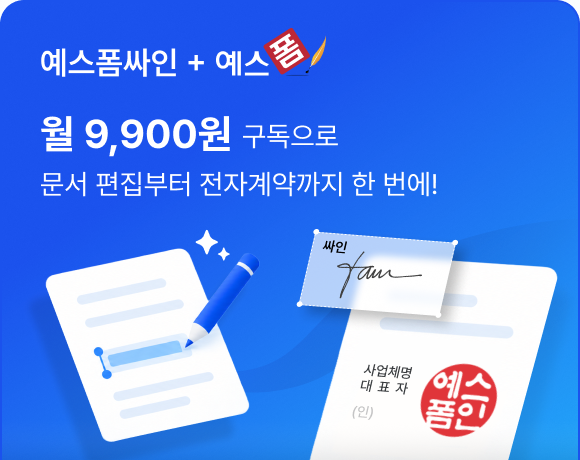 예스폼싸인 + 예스폼
월 9,900원 구독으로
문서 편집부터 전자계약까지 한 번에!
싸인
사업체명
대 표 자
(인)
예스
폼인